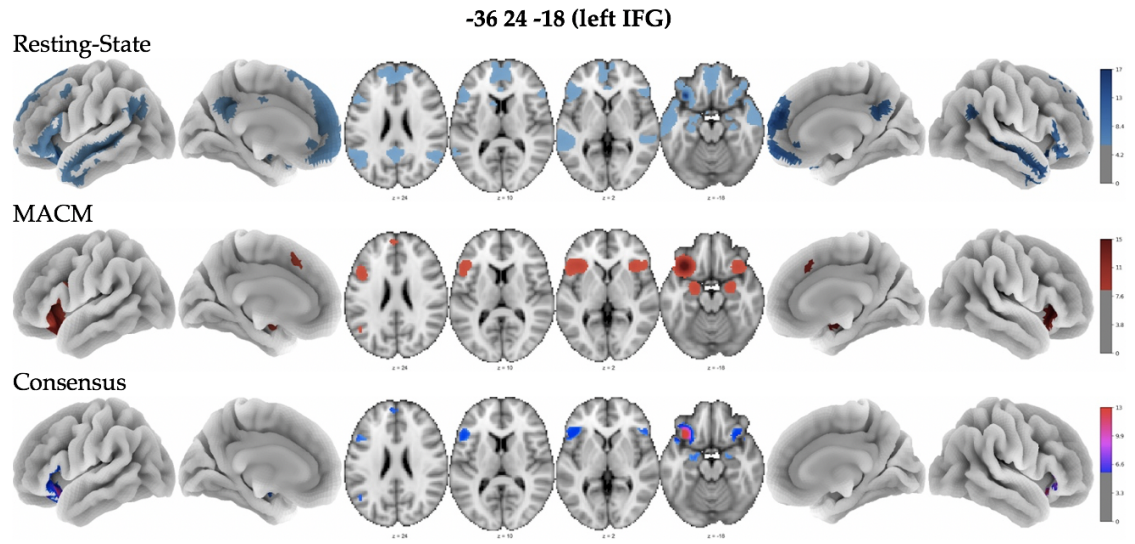 -36 24 -18 (left IFG)
Resting-State
17
13
8.4
4.2
0
z = 24
z = 10
z = 2
z = -18
MACM
15
11
7.6
3.8
0
z = 24
z = 10
z = 2
z = -18
Consensus
13
9.9
6.6
3.3
0
z = 24
z = 10
z = 2
z = -18